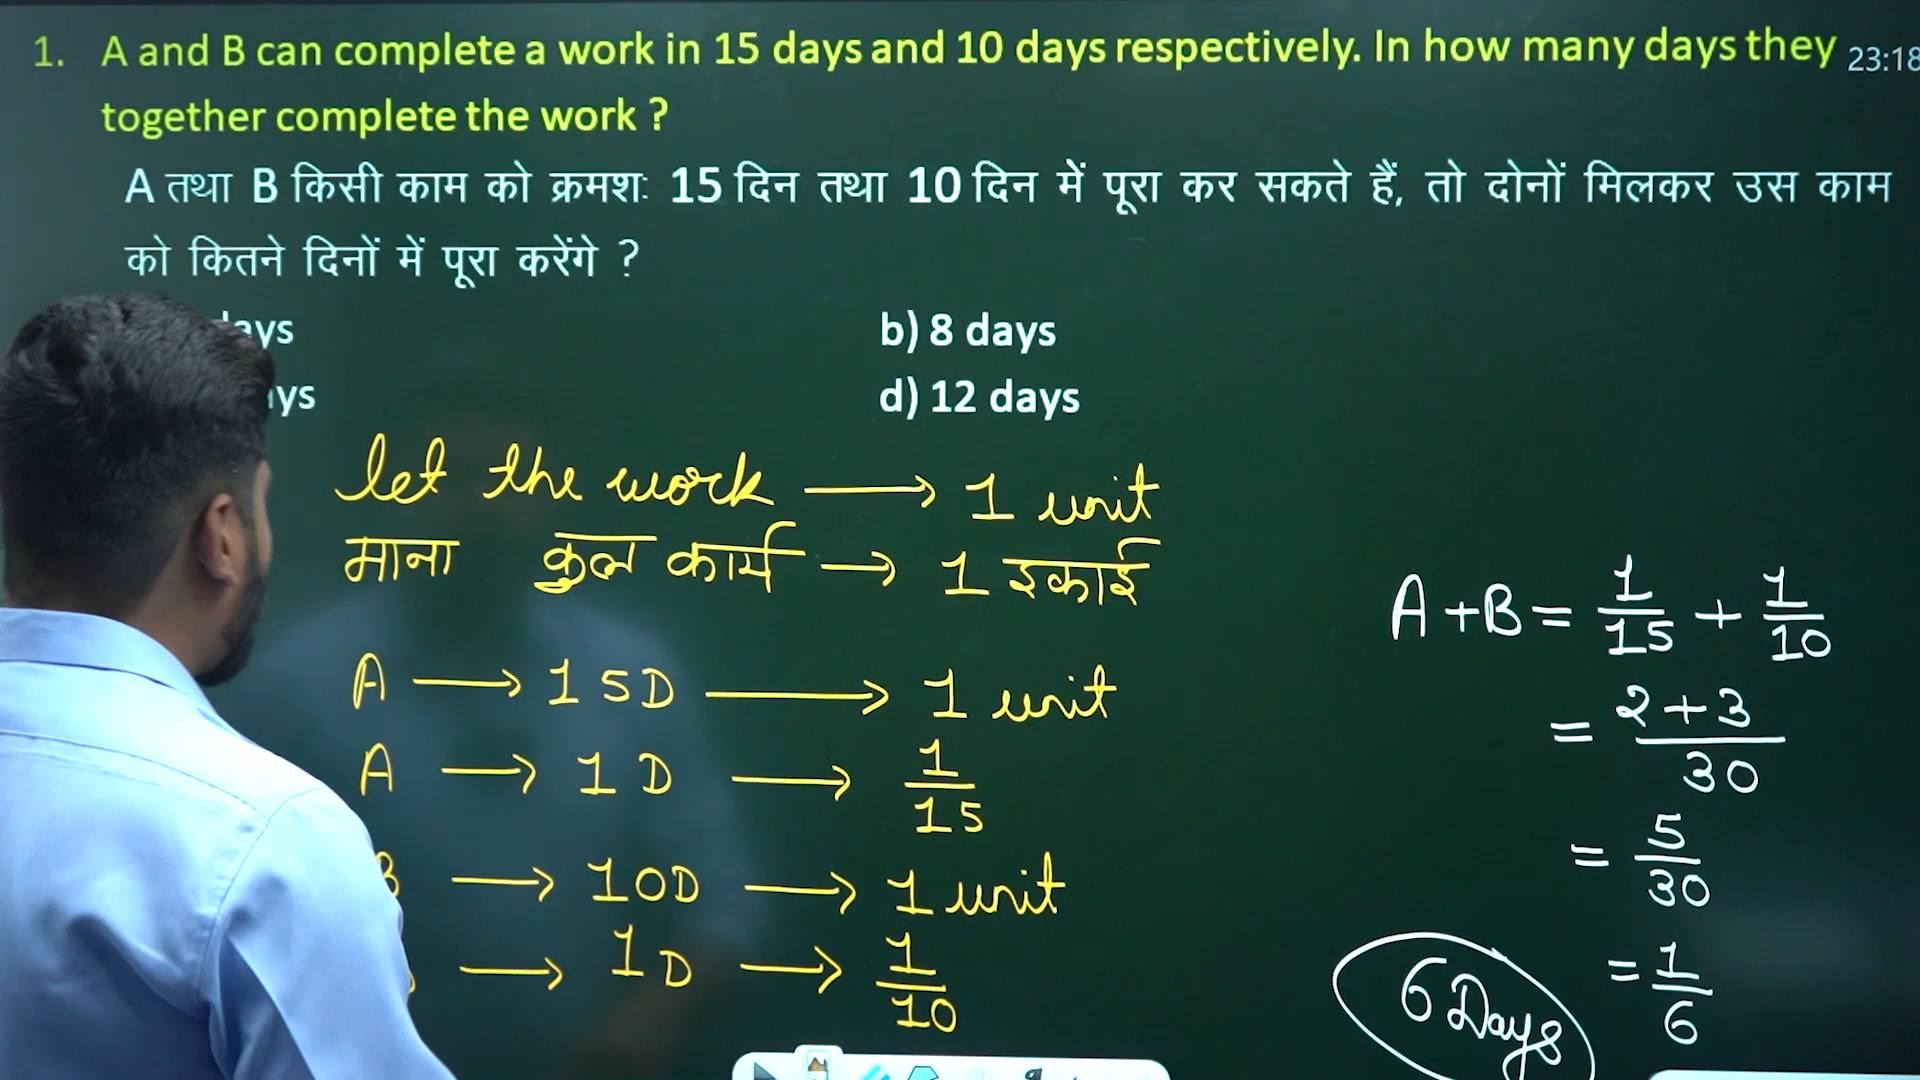 1. A and B can complete a work in 15 days and 10 days respectively. In how many days they
23:18
together complete the work ?
A तथा B किसी काम को क्रमशः 15 दिन तथा 10 दिन में पूरा कर सकते हैं, तो दोनों मिलकर उस काम
को कितने दिनों में पूरा करेंगे ?
b) 8 days
d) 12 days
let the work → 1 unit
माना कुल कार्य → 1 इकाई
A → 15D → 1 unit
A → 1D → 1/15
B → 10D → 1 unit
→ 1D → 1/10
A+B = 1/15 + 1/10
= 2+3/30
= 5/30
= 1/6
6 Days